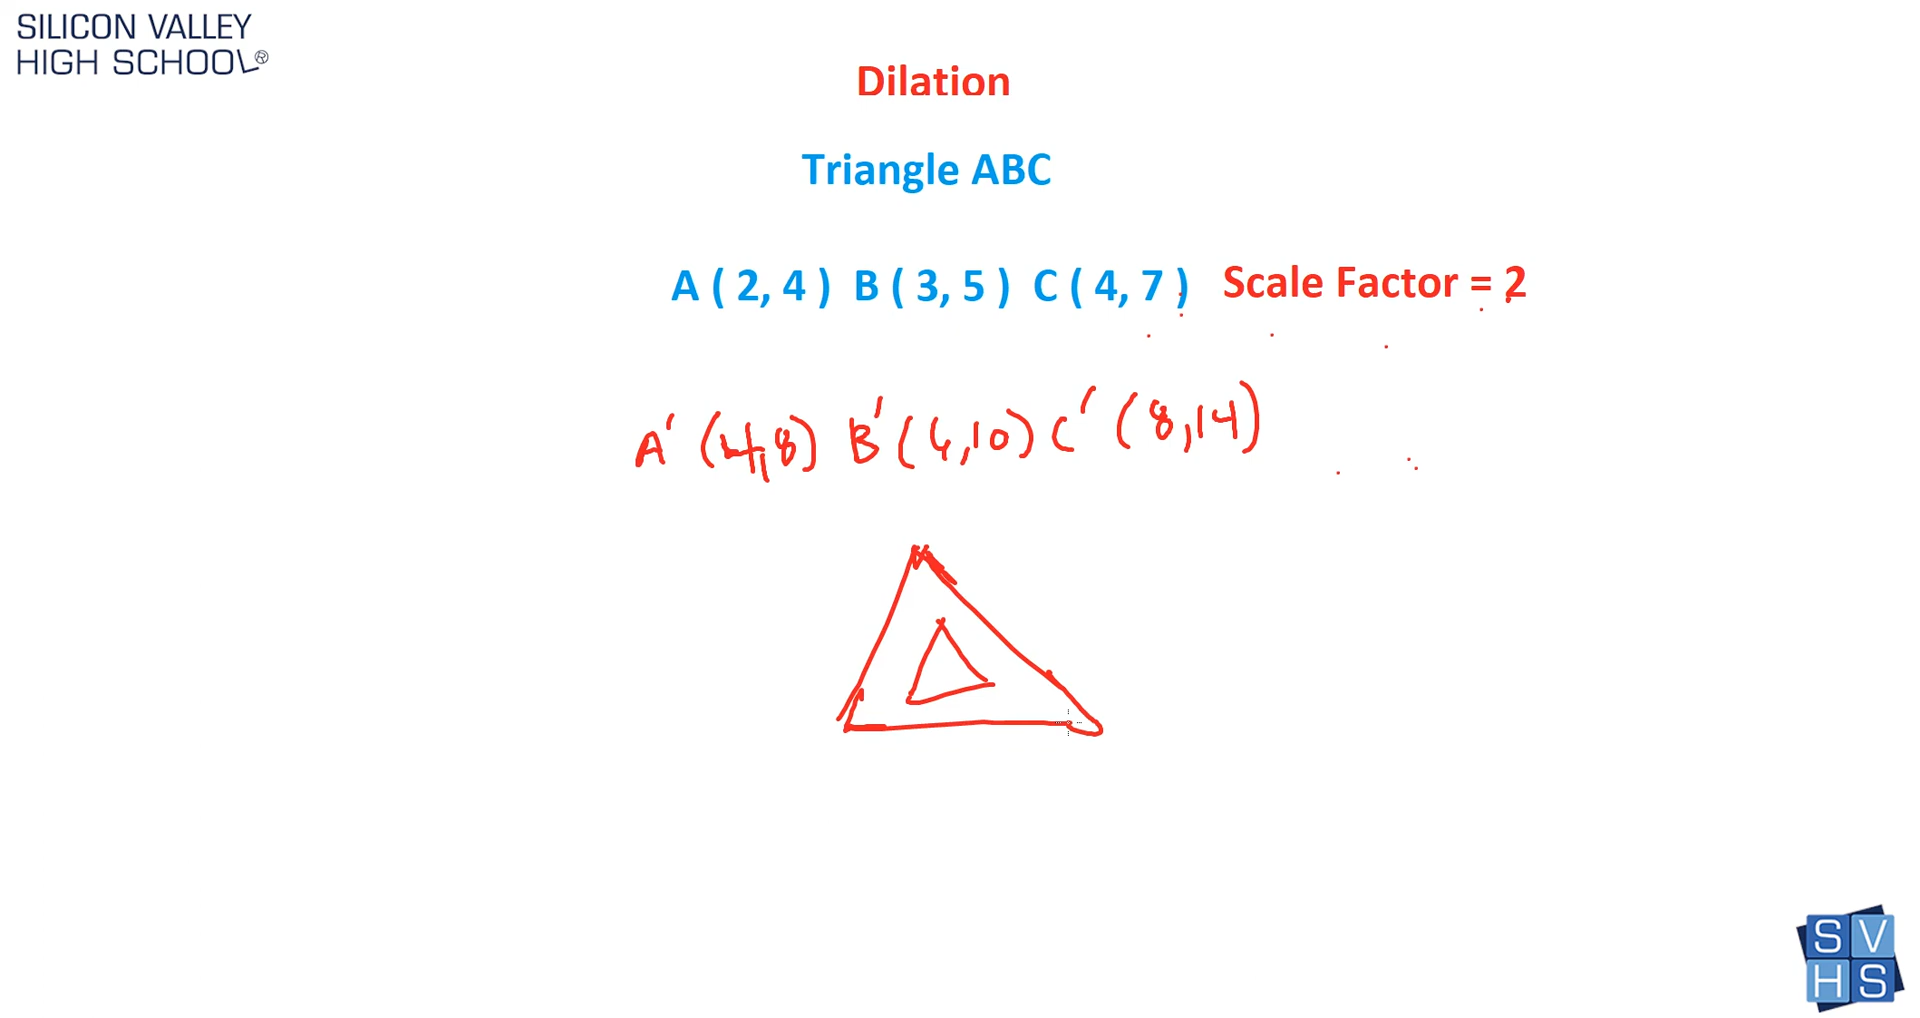 SILICON VALLEY
HIGH SCHOOL®
Dilation
Triangle ABC
A ( 2, 4 ) B ( 3, 5 ) C ( 4, 7 ) Scale Factor = 2
A' (4,8) B' (6,10) C' (8,14)
S V
H S